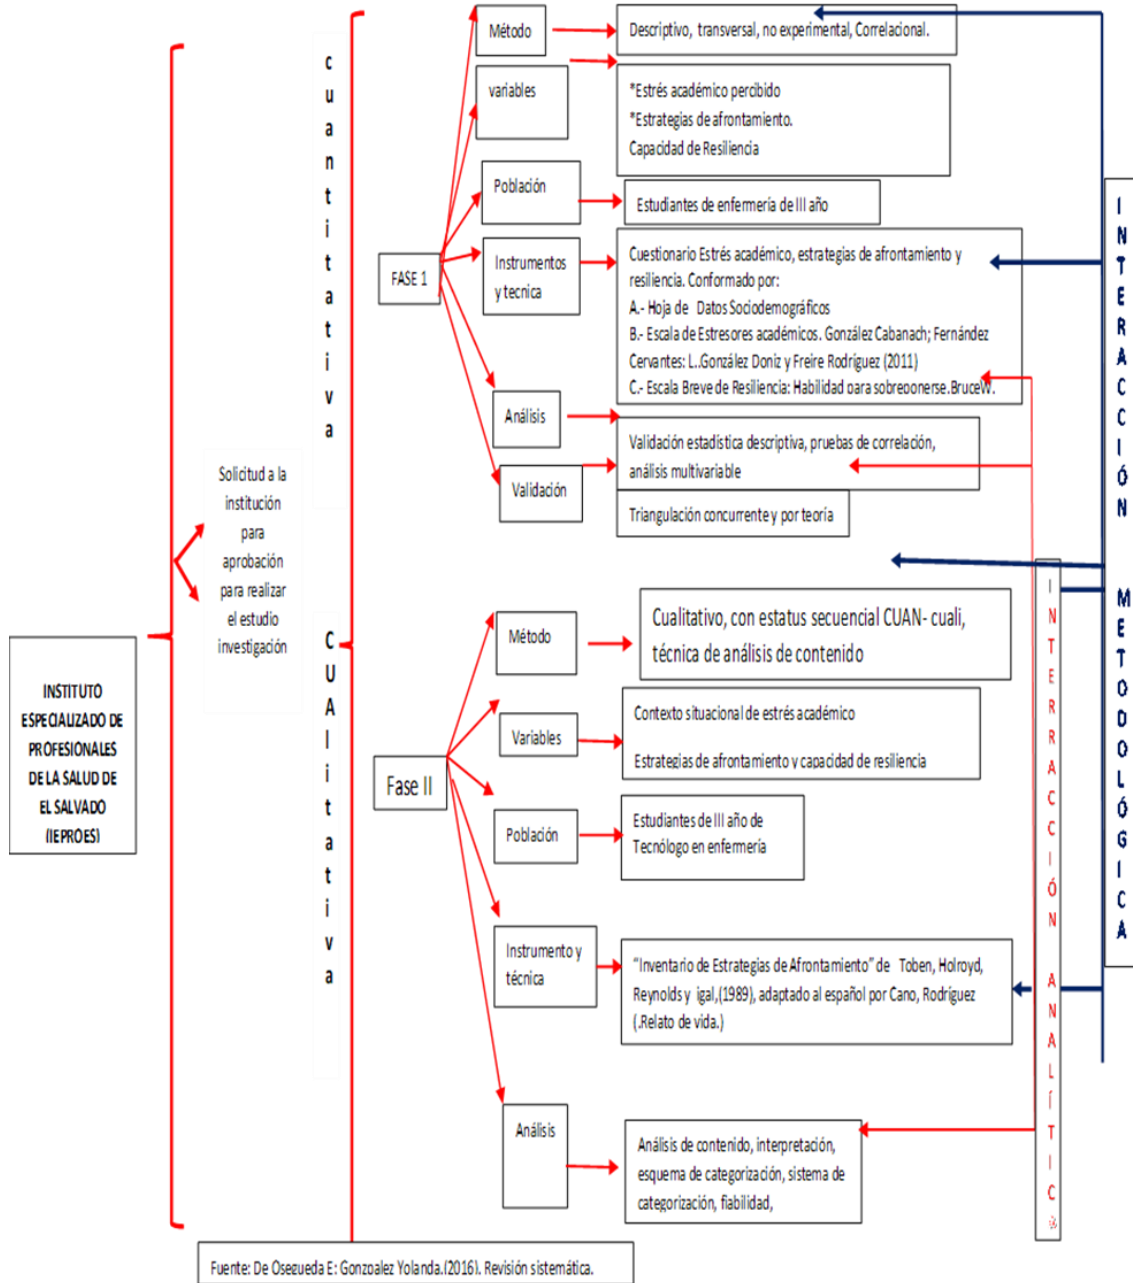 INSTITUTO
ESPECIALIZADO DE
PROFESIONALES
DE LA SALUD DE
EL SALVADO
(IEPROES)
Solicitud a la
institución
para
aprobación
para realizar
el estudio
investigación
cuantitativa
FASE 1
Método
Descriptivo, transversal, no experimental, Correlacional.
variables
*Estrés académico percibido
*Estrategias de afrontamiento.
Capacidad de Resiliencia
Población
Estudiantes de enfermería de III año
Instrumentos
y tecnica
Cuestionario Estrés académico, estrategias de afrontamiento y
resiliencia. Conformado por:
A.- Hoja de Datos Sociodemográficos
B.- Escala de Estresores académicos. González Cabanach; Fernández
Cervantes: L..González Doniz y Freire Rodríguez (2011)
C.- Escala Breve de Resiliencia: Habilidad para sobreponerse.BruceW.
Análisis
Validación estadística descriptiva, pruebas de correlación,
análisis multivariable
Validación
Triangulación concurrente y por teoría
CUAlitativa
Fase II
Método
Cualitativo, con estatus secuencial CUAN- cuali,
técnica de análisis de contenido
Variables
Contexto situacional de estrés académico
Estrategias de afrontamiento y capacidad de resiliencia
Población
Estudiantes de III año de
Tecnólogo en enfermería
Instrumento y
técnica
“Inventario de Estrategias de Afrontamiento” de Toben, Holroyd,
Reynolds y igal,(1989), adaptado al español por Cano, Rodríguez
(.Relato de vida.)
Análisis
Análisis de contenido, interpretación,
esquema de categorización, sistema de
categorización, fiabilidad,
INTERRACCIÓN ANALÍTIC
INTERACCIÓN METODOLÓGICA
Fuente: De Osegueda E; Gonzpalez Yolanda.(2016). Revisión sistemática.